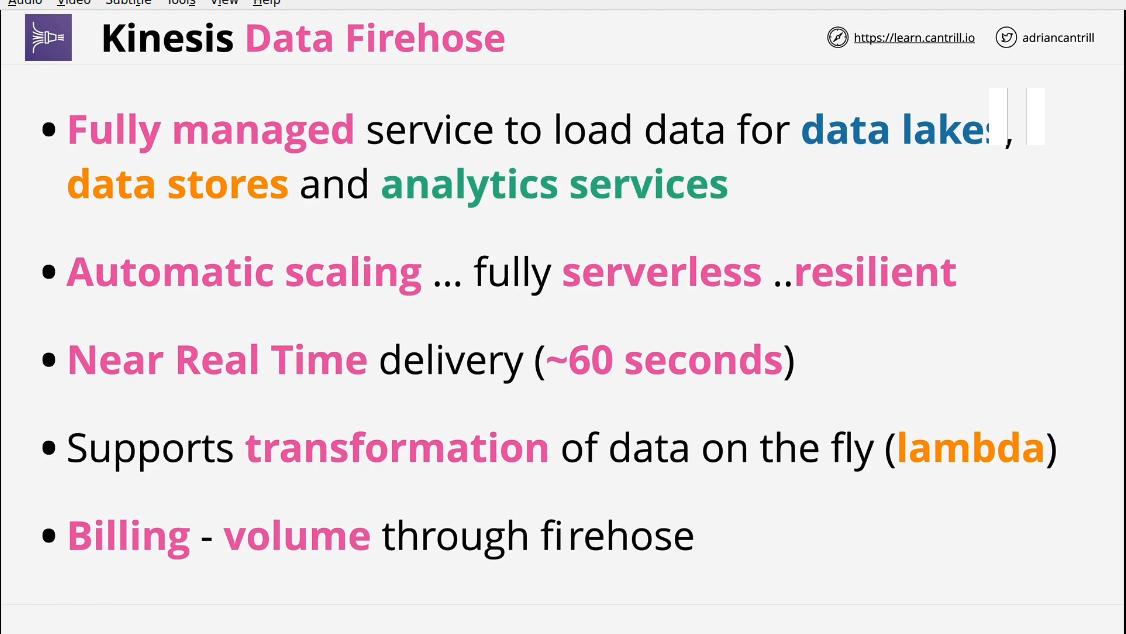 Audio Video Subtitle Tools View Help
Kinesis Data Firehose
https://learn.cantrill.io adriancantrill
• Fully managed service to load data for data lakes,
data stores and analytics services
• Automatic scaling ... fully serverless ..resilient
• Near Real Time delivery (~60 seconds)
• Supports transformation of data on the fly (lambda)
• Billing - volume through firehose